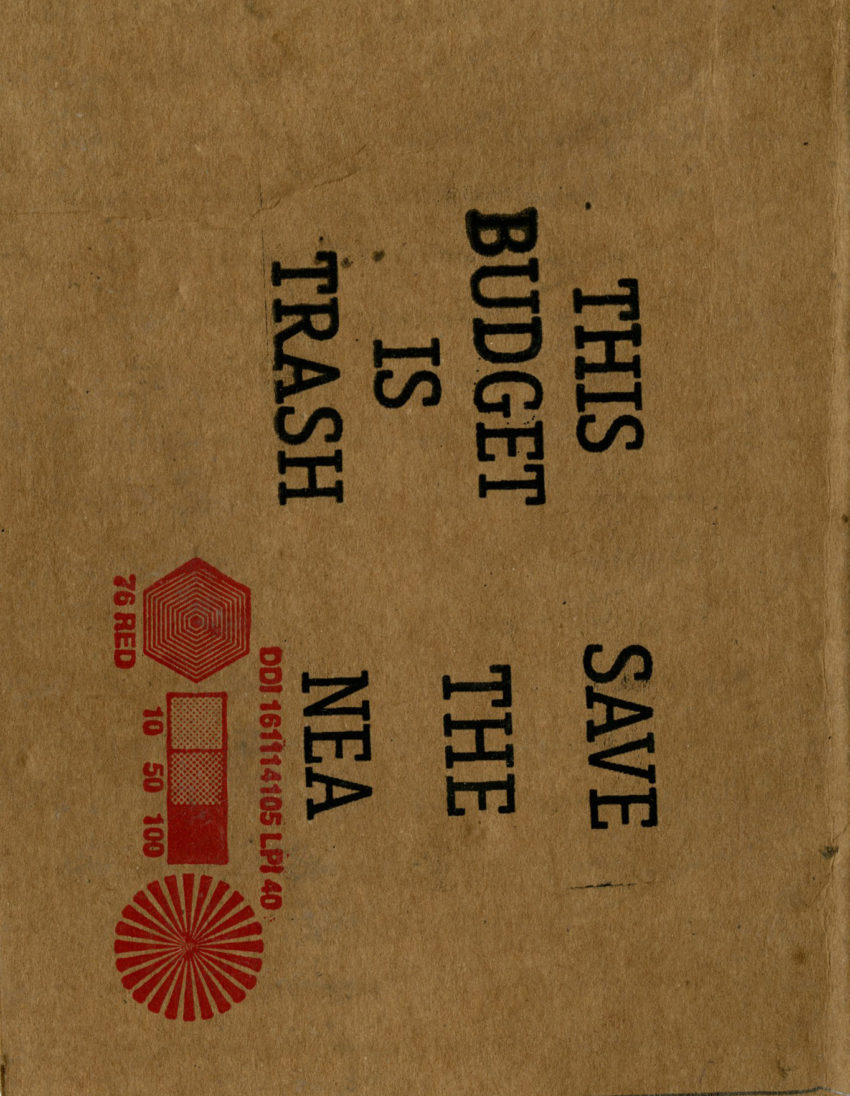 THIS
BUDGET
IS
TRASH
SAVE
THE
NEA
DDI 161114105 LPI 40
10 50 100
76 RED